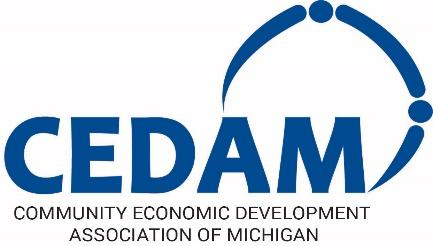 CEDAM
COMMUNITY ECONOMIC DEVELOPMENT
ASSOCIATION OF MICHIGAN